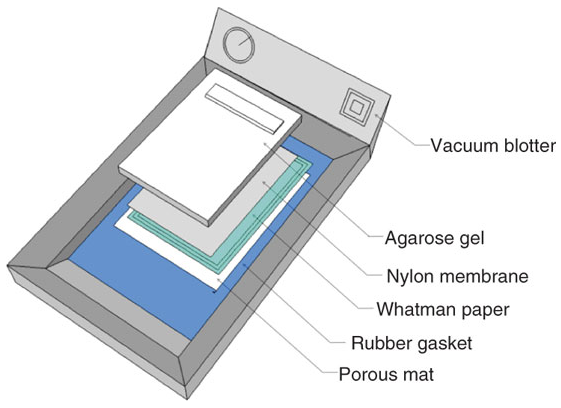 Vacuum blotter
Agarose gel
Nylon membrane
Whatman paper
Rubber gasket
Porous mat